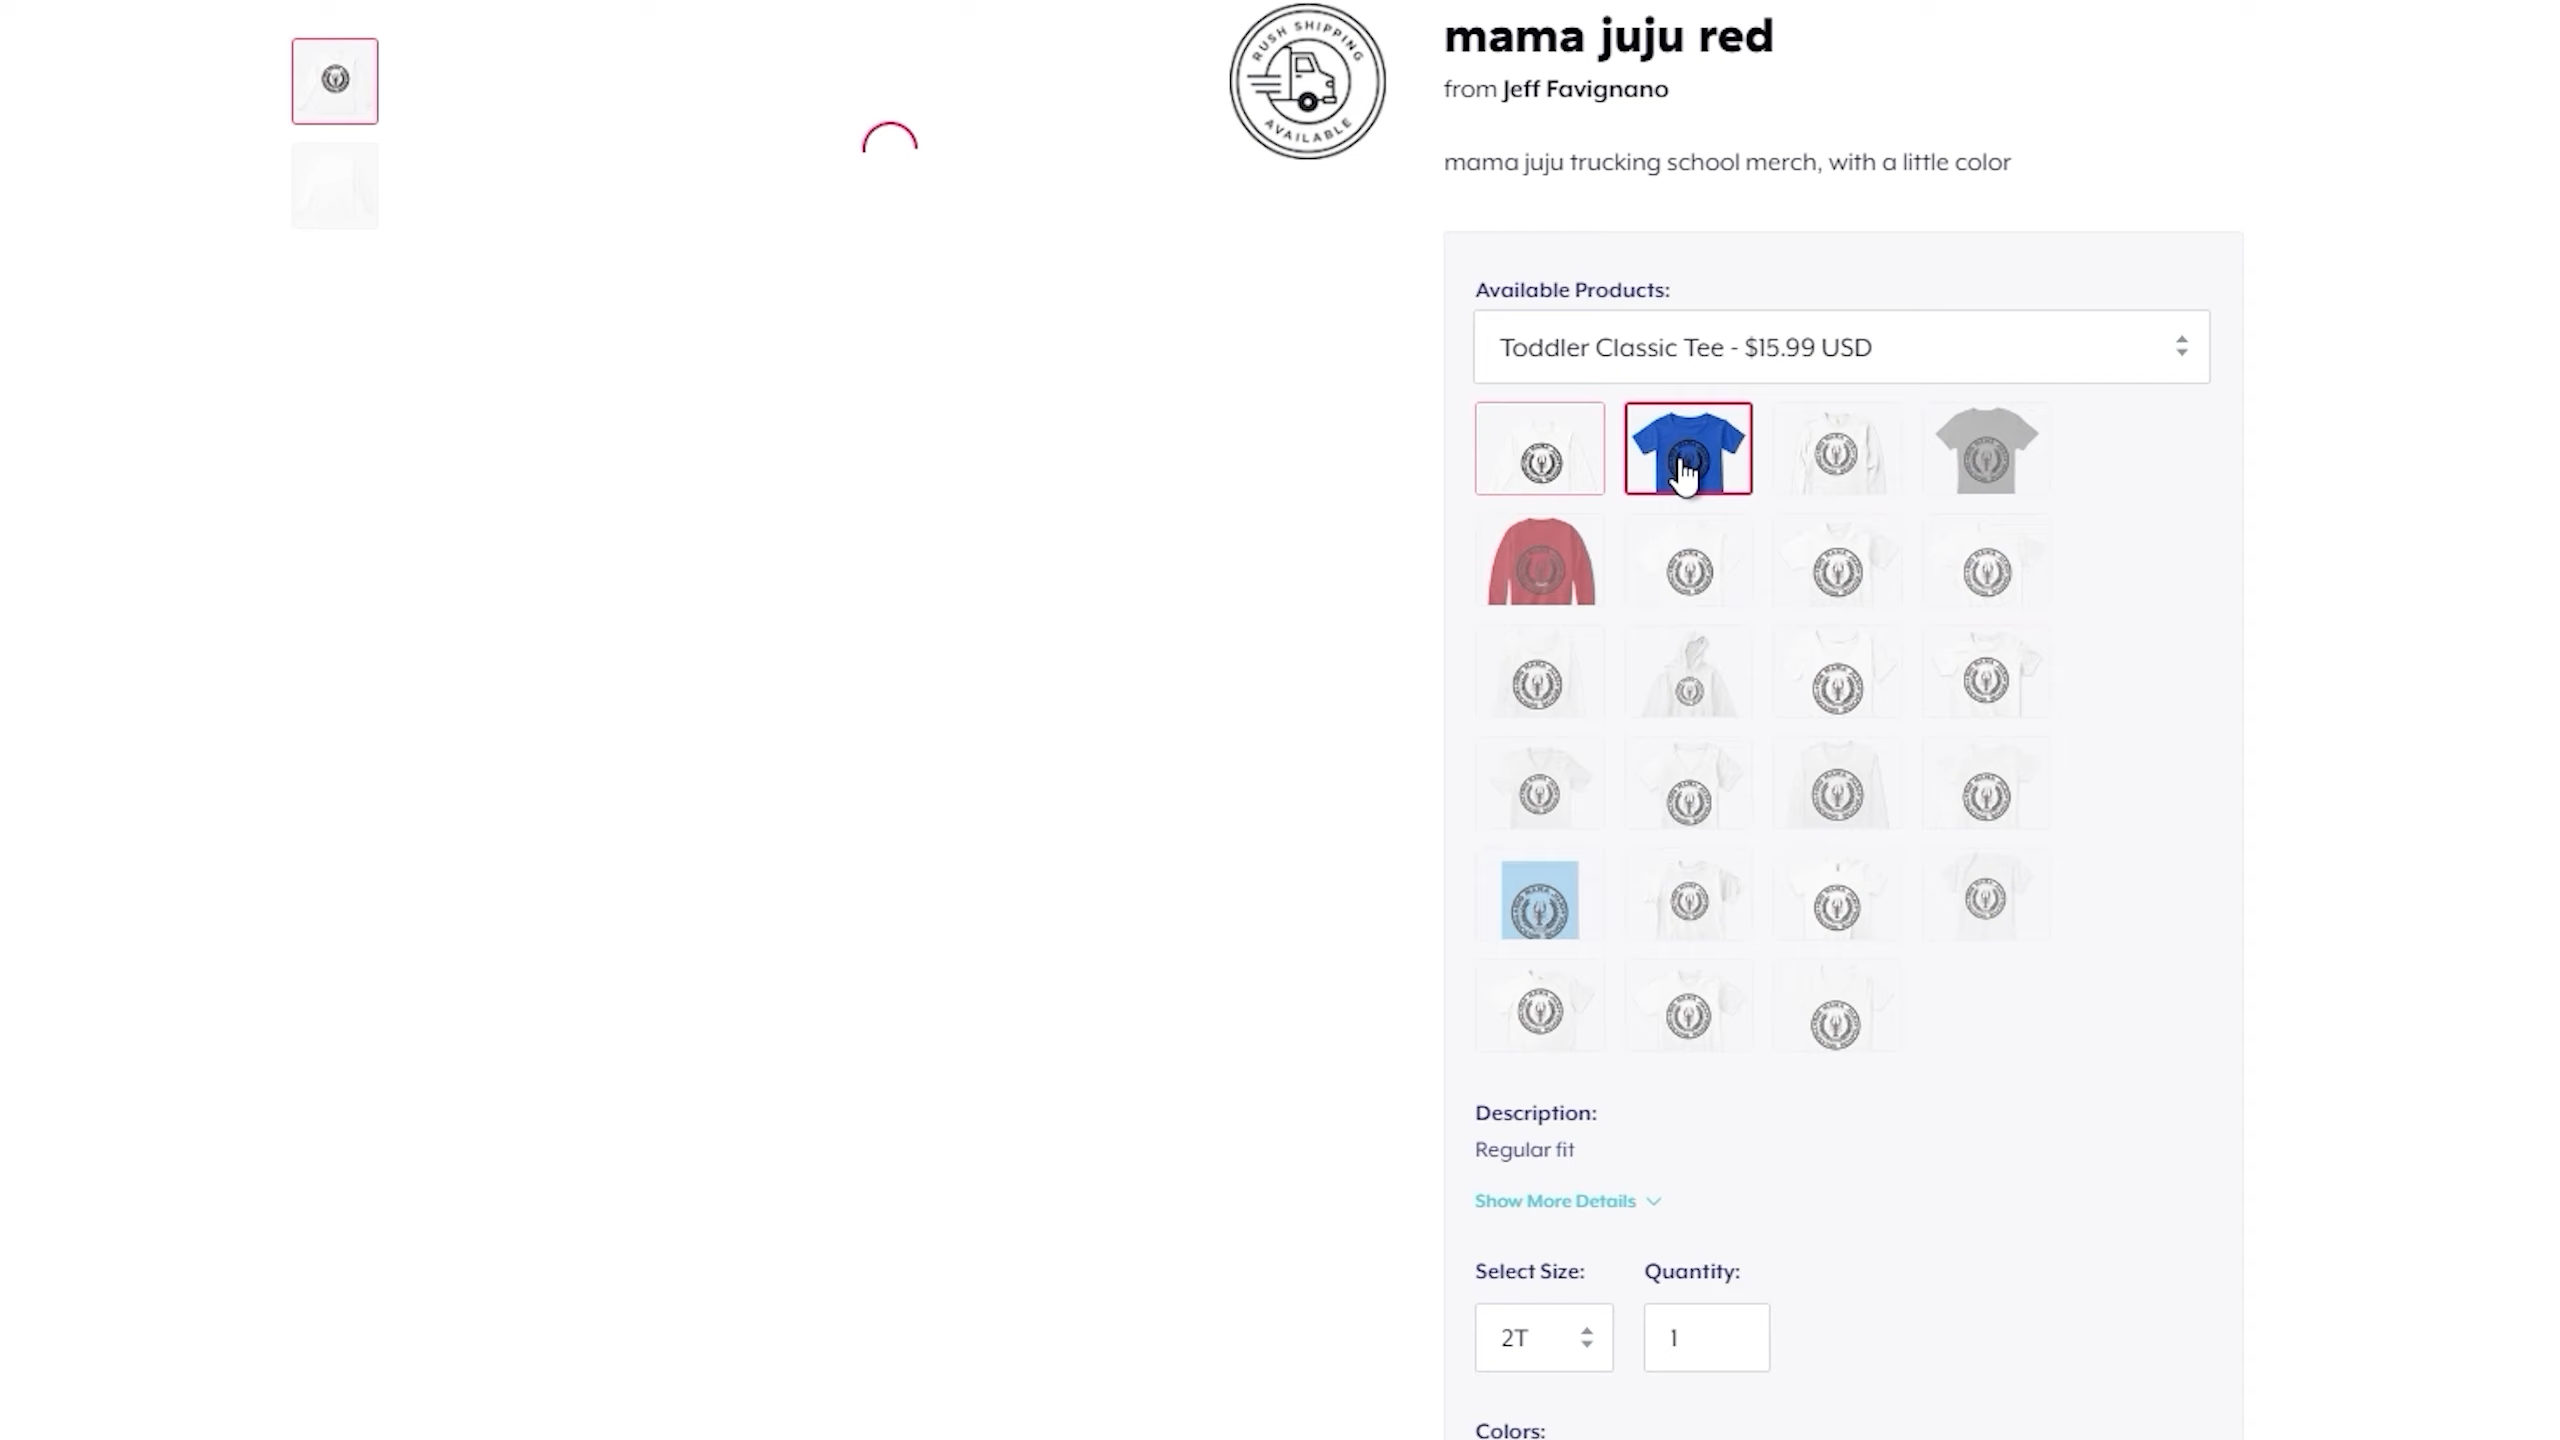 RUSH SHIPPING
AVAILABLE
mama juju red
from Jeff Favignano
mama juju trucking school merch, with a little color
Available Products:
Toddler Classic Tee - $15.99 USD
Description:
Regular fit
Show More Details
Select Size:
Quantity:
2T
1
Colors: